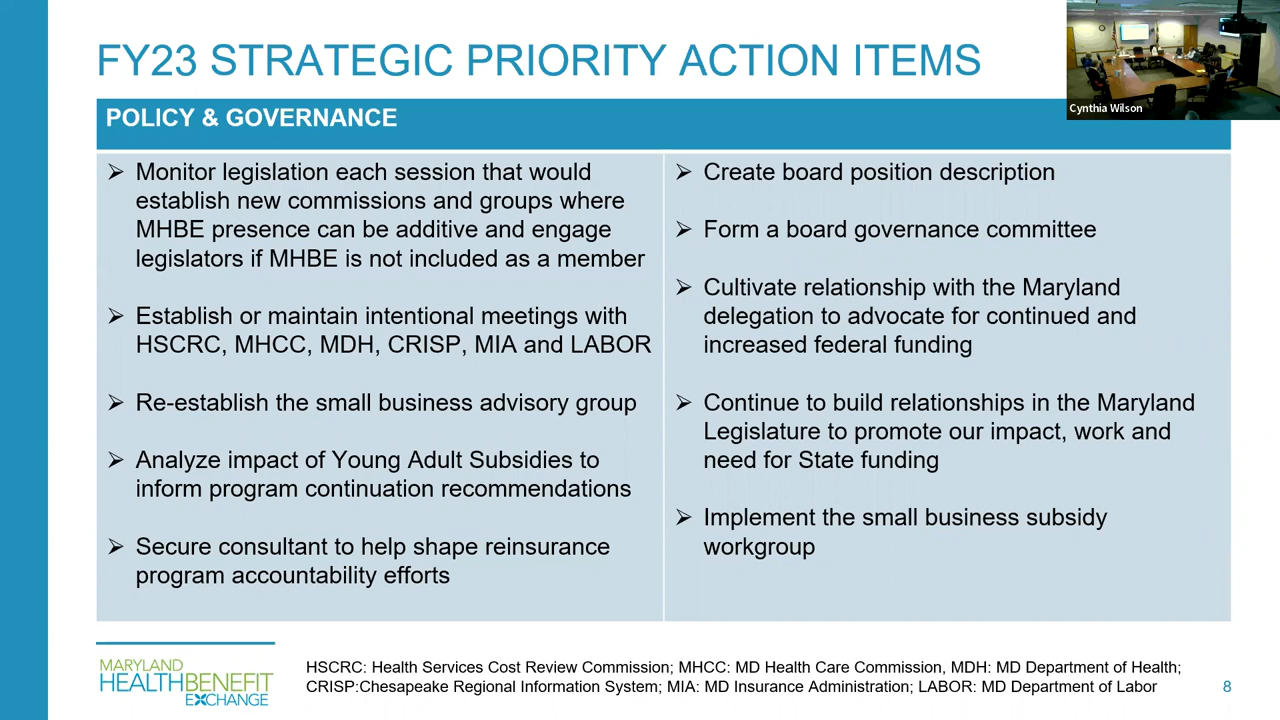 FY23 STRATEGIC PRIORITY ACTION ITEMS
Cynthia Wilson
POLICY & GOVERNANCE
➢ Monitor legislation each session that would
establish new commissions and groups where
MHBE presence can be additive and engage
legislators if MHBE is not included as a member
➢ Establish or maintain intentional meetings with
HSCRC, MHCC, MDH, CRISP, MIA and LABOR
➢ Re-establish the small business advisory group
➢ Analyze impact of Young Adult Subsidies to
inform program continuation recommendations
➢ Secure consultant to help shape reinsurance
program accountability efforts
➢ Create board position description
➢ Form a board governance committee
➢ Cultivate relationship with the Maryland
delegation to advocate for continued and
increased federal funding
➢ Continue to build relationships in the Maryland
Legislature to promote our impact, work and
need for State funding
➢ Implement the small business subsidy
workgroup
MARYLAND
HEALTHBENEFIT
EXCHANGE
HSCRC: Health Services Cost Review Commission; MHCC: MD Health Care Commission, MDH: MD Department of Health;
CRISP:Chesapeake Regional Information System; MIA: MD Insurance Administration; LABOR: MD Department of Labor
8